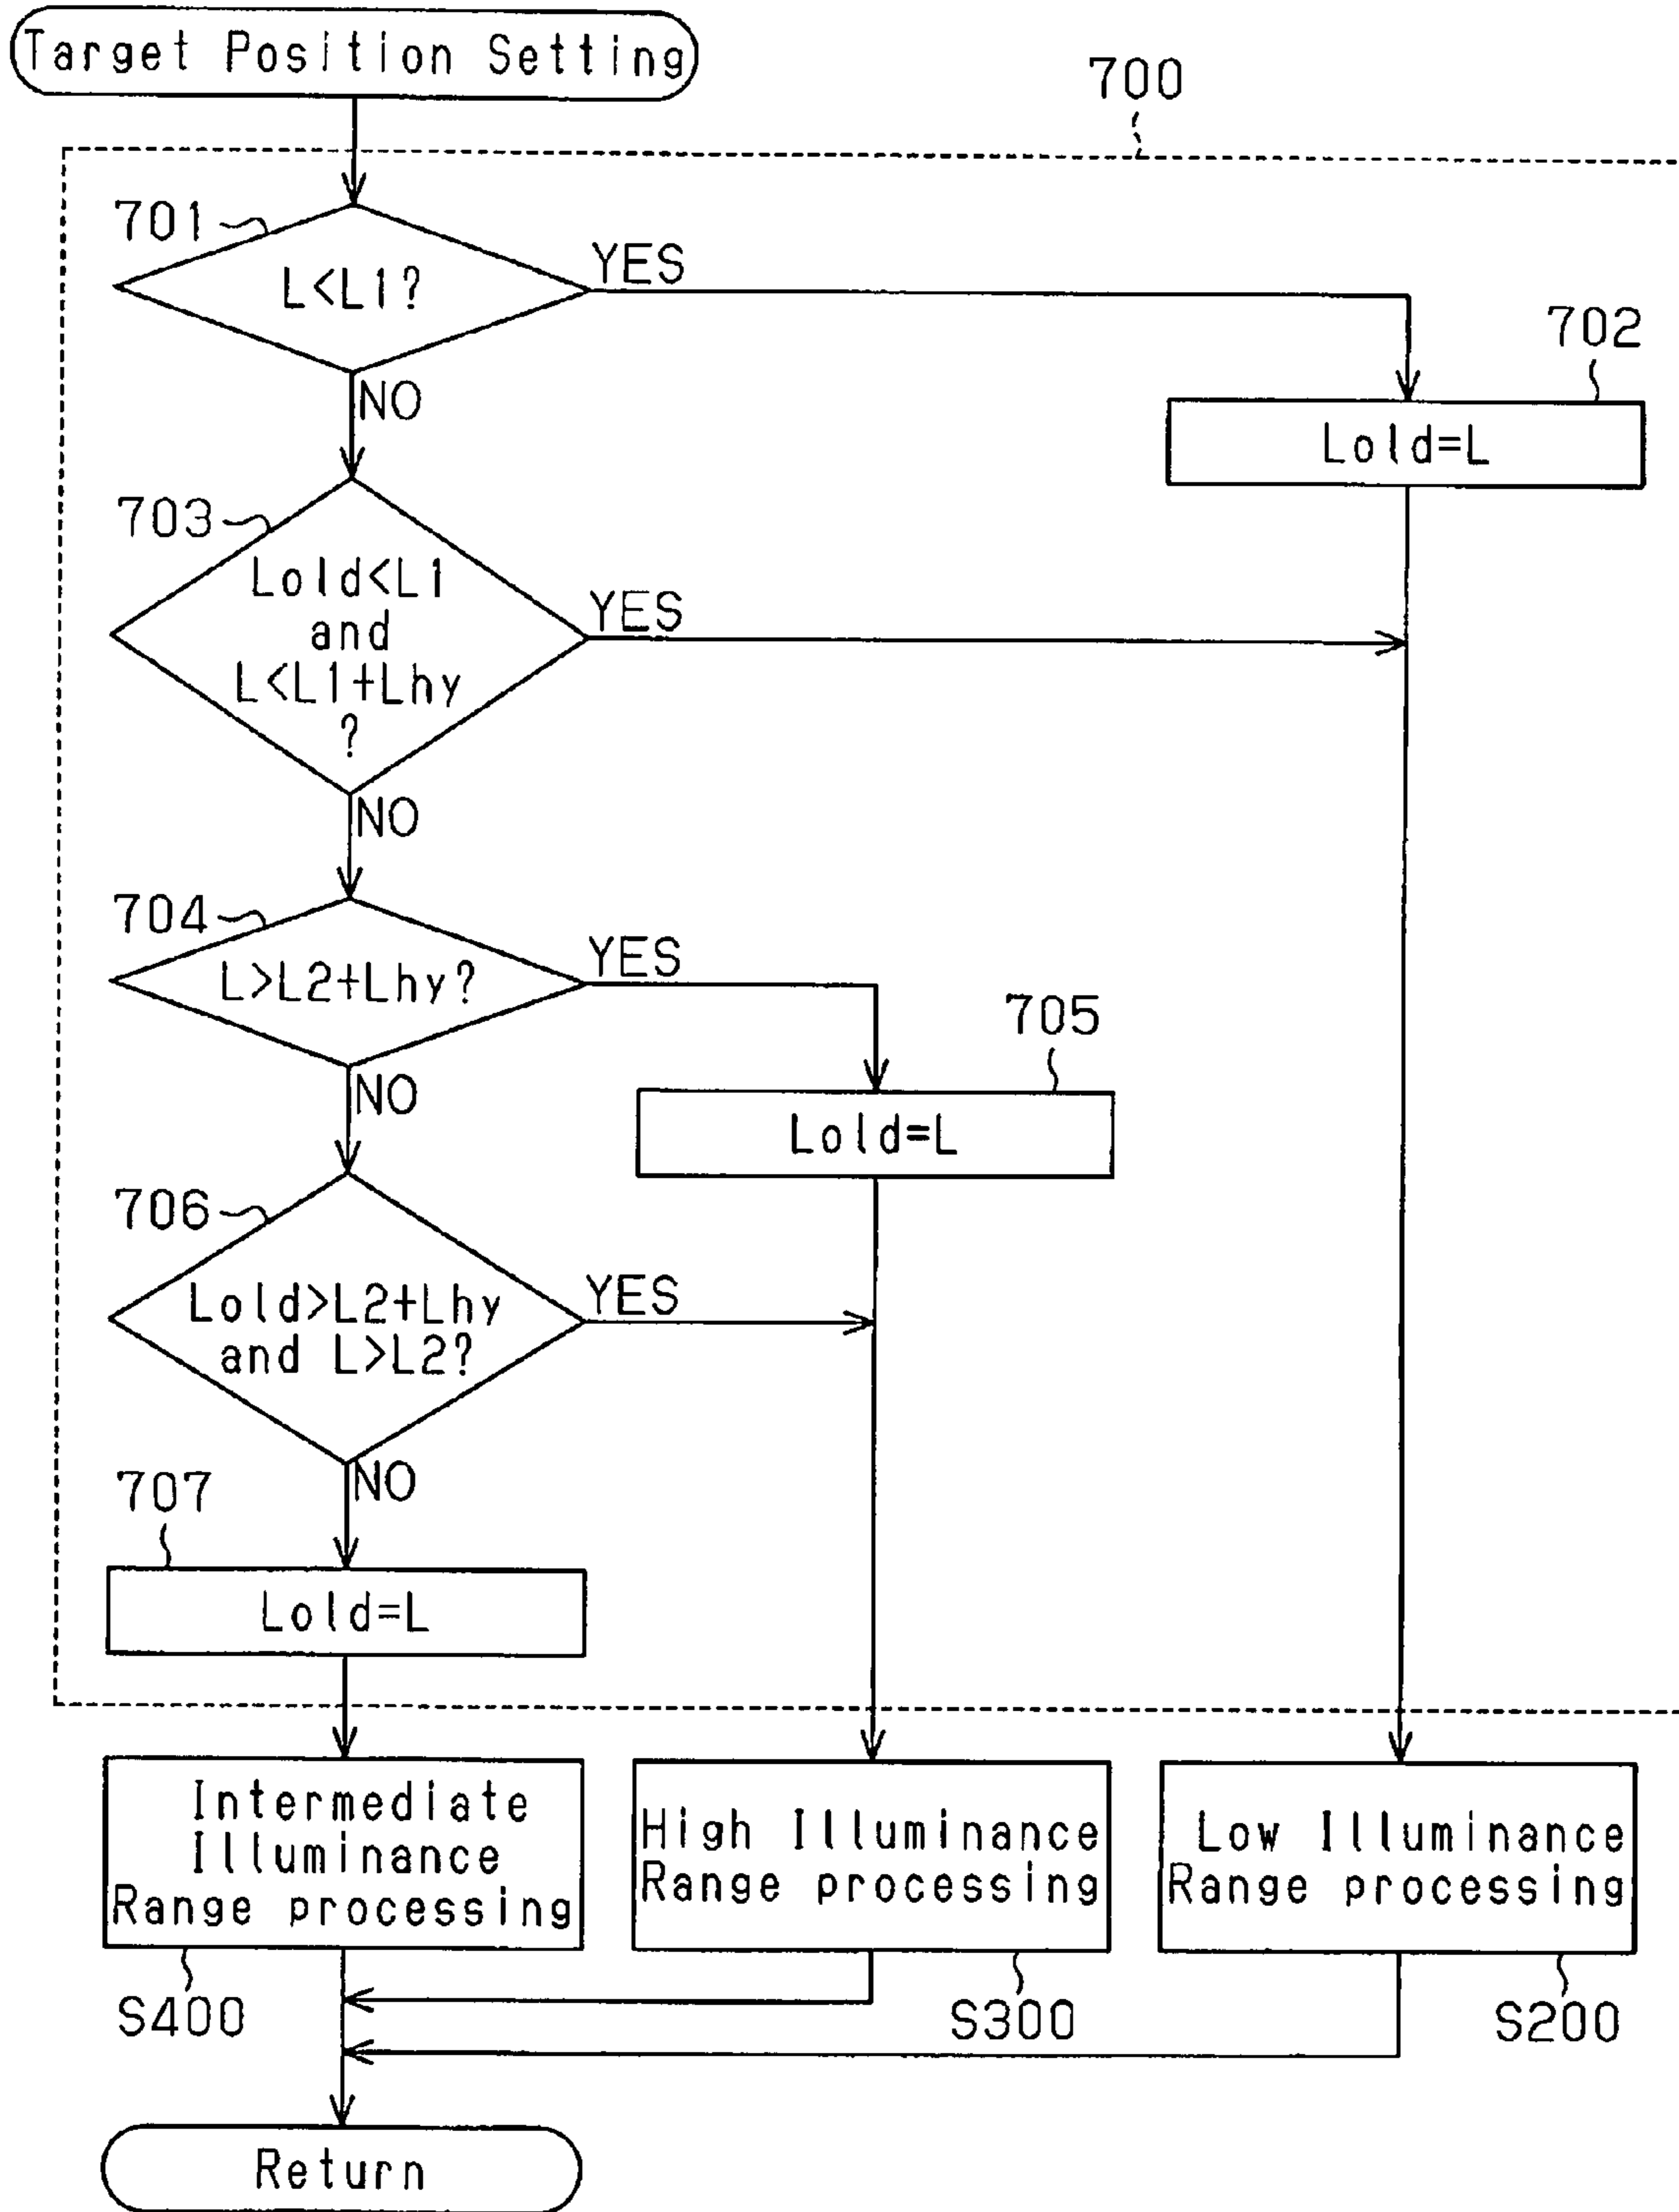 Target Position Setting
700
701
L<L1?
YES
NO
702
Lold=L
703
Lold<L1
and
L<L1+Lhy
?
YES
NO
704
L>L2+Lhy?
YES
NO
705
Lold=L
706
Lold>L2+Lhy
and L>L2?
YES
NO
707
Lold=L
Intermediate
Illuminance
Range processing
High Illuminance
Range processing
Low Illuminance
Range processing
S400
S300
S200
Return